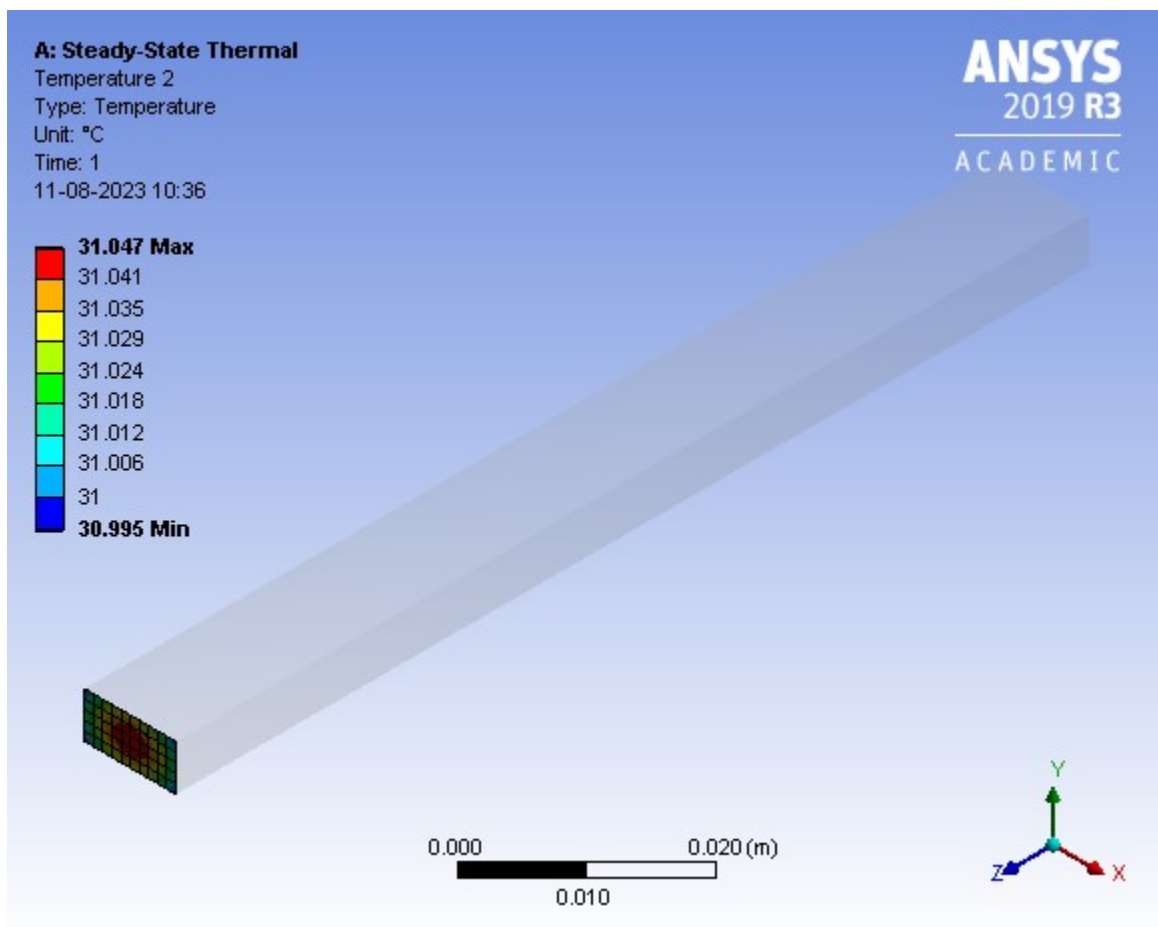 A: Steady-State Thermal
Temperature 2
Type: Temperature
Unit: °C
Time: 1
11-08-2023 10:36
ANSYS
2019 R3
ACADEMIC
31.047 Max
31.041
31.035
31.029
31.024
31.018
31.012
31.006
31
30.995 Min
0.000 0.020 (m)
0.010
Y
Z X